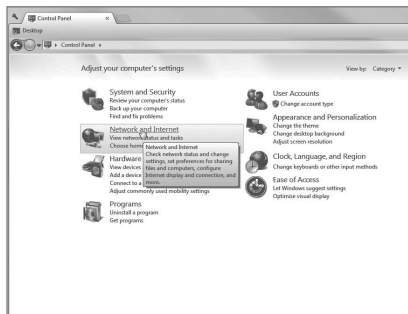 Control Panel
Desktop
Control Panel
Adjust your computer's settings
View by: Category
System and Security
Review your computer's status
Back up your computer
Find and fix problems
Network and Internet
View network status and tasks
Choose home
Network and Internet
Check network status and change
settings, set preferences for sharing
files and computers, configure
Internet display and connection, and
more.
Hardware
View devices
Add a device
Connect to a
Adjust commonly used mobility settings
Programs
Uninstall a program
Get programs
User Accounts
Change account type
Appearance and Personalization
Change the theme
Change desktop background
Adjust screen resolution
Clock, Language, and Region
Change keyboards or other input methods
Ease of Access
Let Windows suggest settings
Optimize visual display